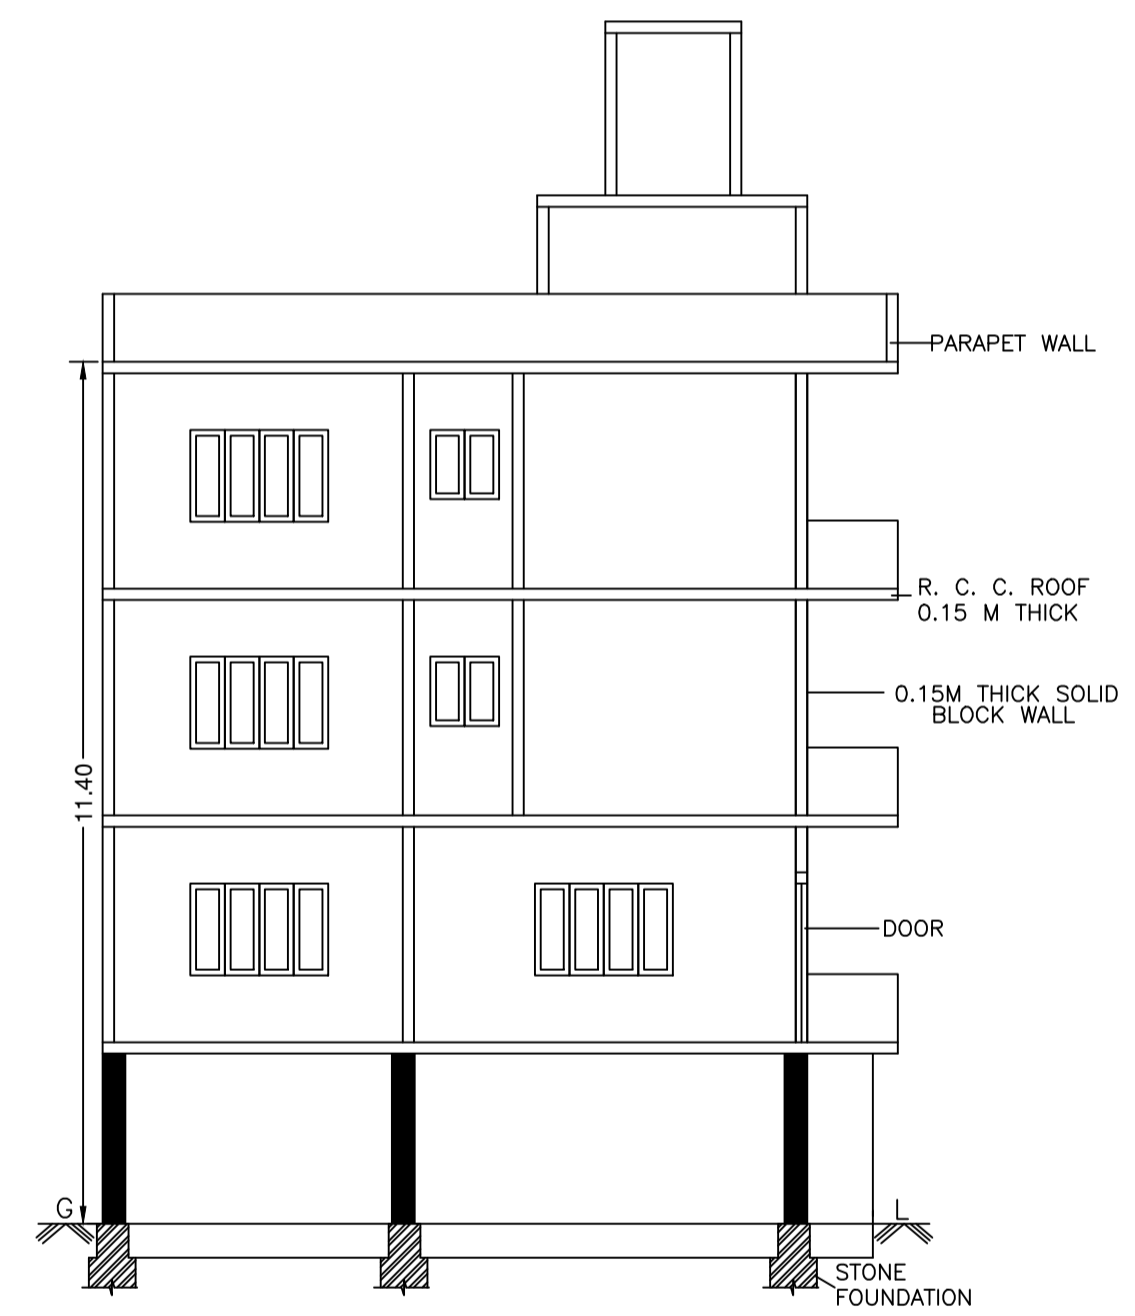 PARAPET WALL
R. C. C. ROOF
0.15 M THICK
0.15M THICK SOLID
BLOCK WALL
11.40
DOOR
G
L
STONE
FOUNDATION